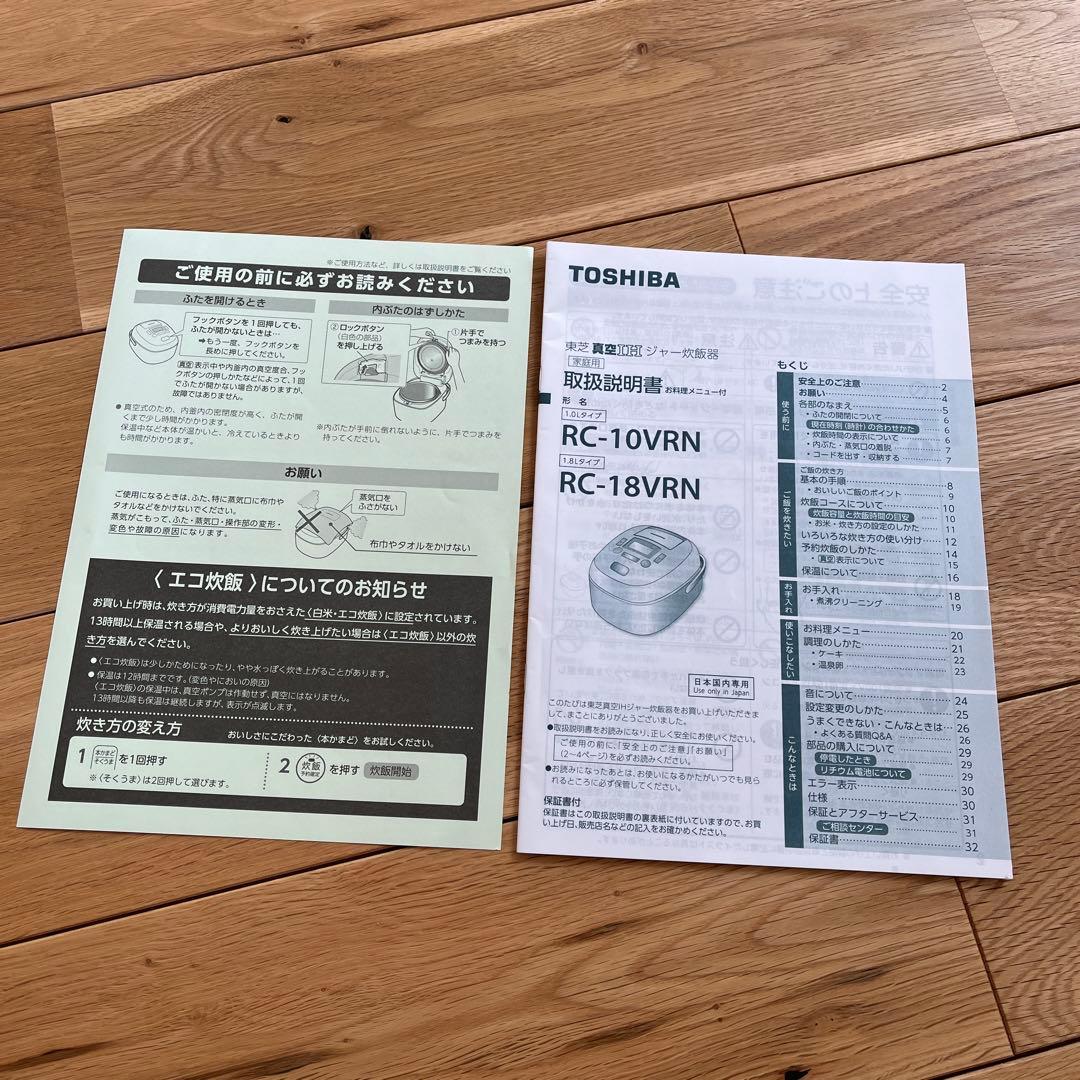 ※ご使用方法など、詳しくは取扱説明書をご覧ください
ご使用の前に必ずお読みください
ふたを開けるとき
フックボタンを1回押しても、
ふたが開かないときは…
➡もう一度、フックボタンを
長めに押してください。
真空表示中や内釜内の真空度合、フッ
クボタンの押しかたなどによって、1回
でふたが開かない場合がありますが、
故障ではありません。
●真空式のため、内釜内の密閉度が高く、ふたが開
くまで少し時間がかかります。
保温中など本体が温かいと、冷えているときより
も時間がかかります。
内ぶたのはずしかた
②ロックボタン
(白色の部品)
を押し上げる
①片手で
つまみを持つ
※内ぶたが手前に倒れないように、片手でつまみを
持ってください。
お願い
ご使用になるときは、ふた、特に蒸気口に布巾や
タオルなどをかけないでください。
蒸気がこもって、ふた・蒸気口・操作部の変形・
変色や故障の原因になります。
蒸気口を
ふさがない
布巾やタオルをかけない
〈エコ炊飯〉についてのお知らせ
お買い上げ時は、炊き方が消費電力量をおさえた〈白米・エコ炊飯〉に設定されています。
13時間以上保温される場合や、よりおいしく炊き上げたい場合は〈エコ炊飯〉以外の炊
き方を選んでください。
●〈エコ炊飯〉は少しかためになったり、やや水っぽく炊き上がることがあります。
●保温は12時間までです。(変色やにおいの原因)
〈エコ炊飯〉の保温中は、真空ポンプは作動せず、真空にはなりません。
13時間以降も保温は継続しますが、表示が点滅します。
炊き方の変え方
おいしさにこだわった〈本かまど〉をお試しください。
1 本かまど そくうま を1回押す
※〈そくうま〉は2回押して選びます。
2 炊飯 予約確定 を押す 炊飯開始
TOSHIBA
東芝真空IHジャー炊飯器
家庭用
取扱説明書 お料理メニュー付
形 名
1.0Lタイプ
RC-10VRN
1.8Lタイプ
RC-18VRN
日本国内専用
Use only in Japan
このたびは東芝真空IHジャー炊飯器をお買い上げいただきま
して、まことにありがとうございました。
●取扱説明書をお読みになり、正しく安全にお使いください。
ご使用の前に、「安全上のご注意」「お願い」
(2～4ページ)を必ずお読みください。
●お読みになったあとは、お使いになるかたがいつでも見ら
れるところに必ず保管してください。
保証書付
保証書はこの取扱説明書の裏表紙に付いていますので、お買
い上げ日、販売店名などの記入をお確かめください。
もくじ
使う前に
安全上のご注意 2
お願い 4
各部のなまえ 5
・ふたの開閉について 6
現在時刻(時計)の合わせかた 6
・炊飯時間の表示について 6
・内ぶた・蒸気口の着脱 7
・コードを出す・収納する 7
ご飯を炊きたい
ご飯の炊き方
基本の手順 8
・おいしいご飯のポイント 9
炊飯コースについて 10
炊飯容量と炊飯時間の目安 10
・お米・炊き方の設定のしかた 11
いろいろな炊き方の使い分け 12
予約炊飯のしかた 14
・真空表示について 15
保温について 16
お手入れ
お手入れ 18
・煮沸クリーニング 19
使いこなしたい
お料理メニュー 20
調理のしかた 21
・ケーキ 22
・温泉卵 23
こんなときは
音について 24
設定変更のしかた 25
うまくできない・こんなときは 26
・よくある質問Q&A 26
部品の購入について 29
停電したとき 29
リチウム電池について 29
エラー表示 30
仕様 30
保証とアフターサービス 31
ご相談センター 31
保証書 32